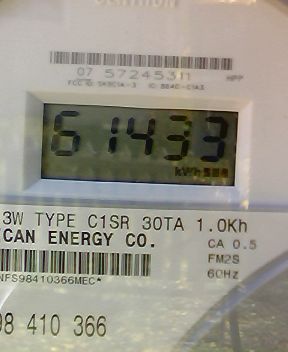 07 57245311 HPP
61433
kWh
3W TYPE C1SR 30TA 1.0Kh
CAN ENERGY CO. CA 0.5
FM2S
NFS98410366MEC* 60Hz
98 410 366